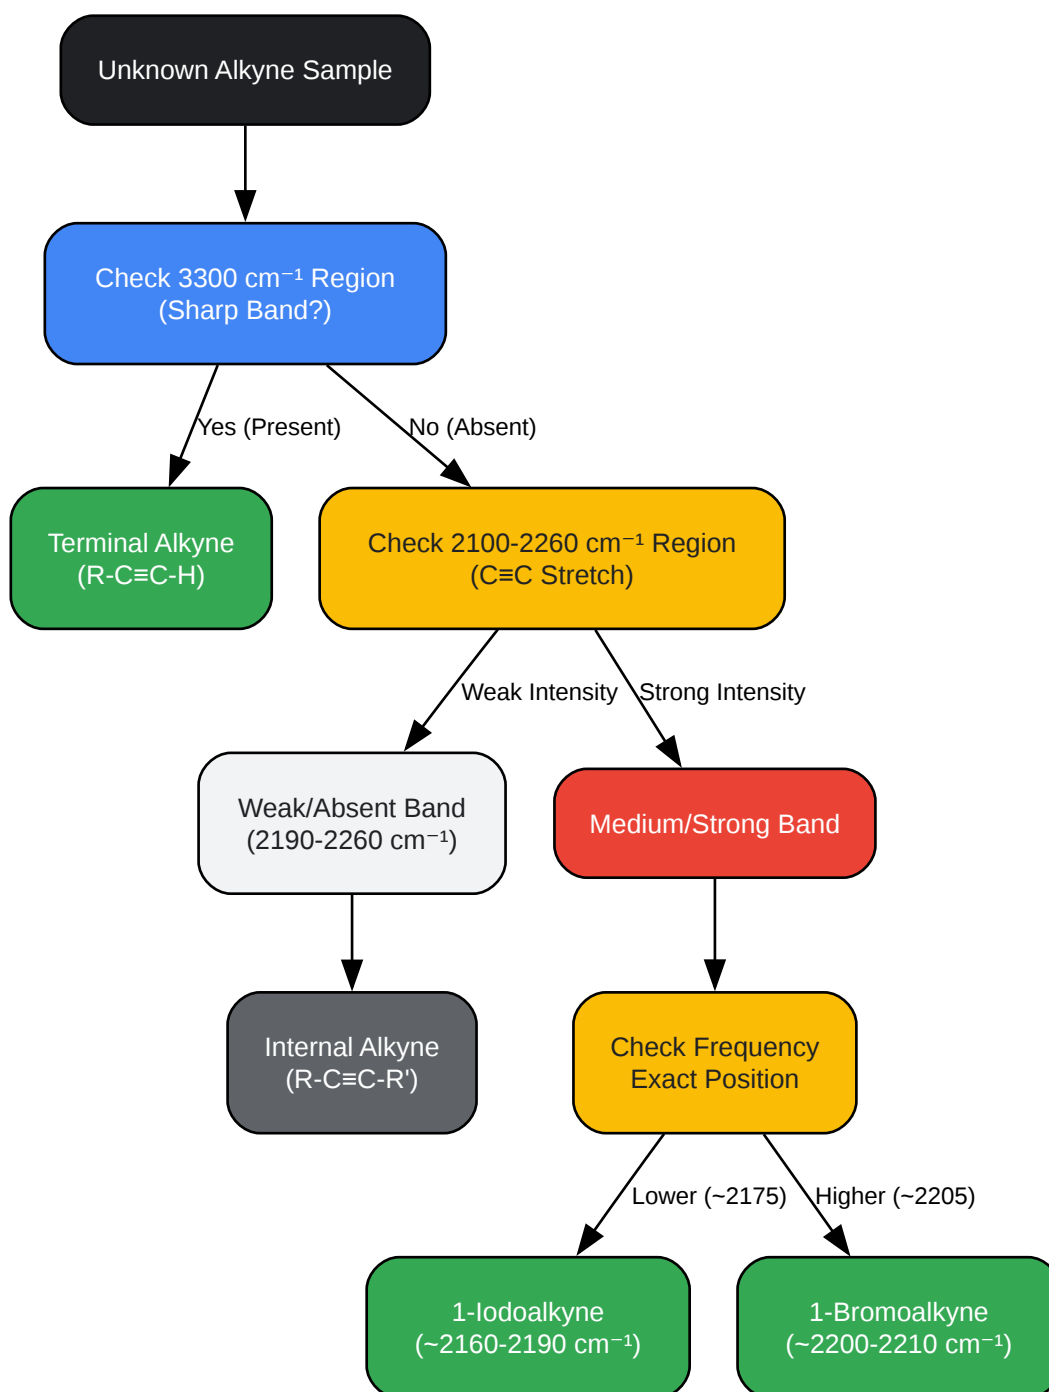 Unknown Alkyne Sample
Check 3300 cm⁻¹ Region
(Sharp Band?)
Yes (Present)
No (Absent)
Terminal Alkyne
(R-C≡C-H)
Check 2100-2260 cm⁻¹ Region
(C≡C Stretch)
Weak Intensity
Strong Intensity
Weak/Absent Band
(2190-2260 cm⁻¹)
Medium/Strong Band
Internal Alkyne
(R-C≡C-R')
Check Frequency
Exact Position
Lower (~2175)
Higher (~2205)
1-Iodoalkyne
(~2160-2190 cm⁻¹)
1-Bromoalkyne
(~2200-2210 cm⁻¹)